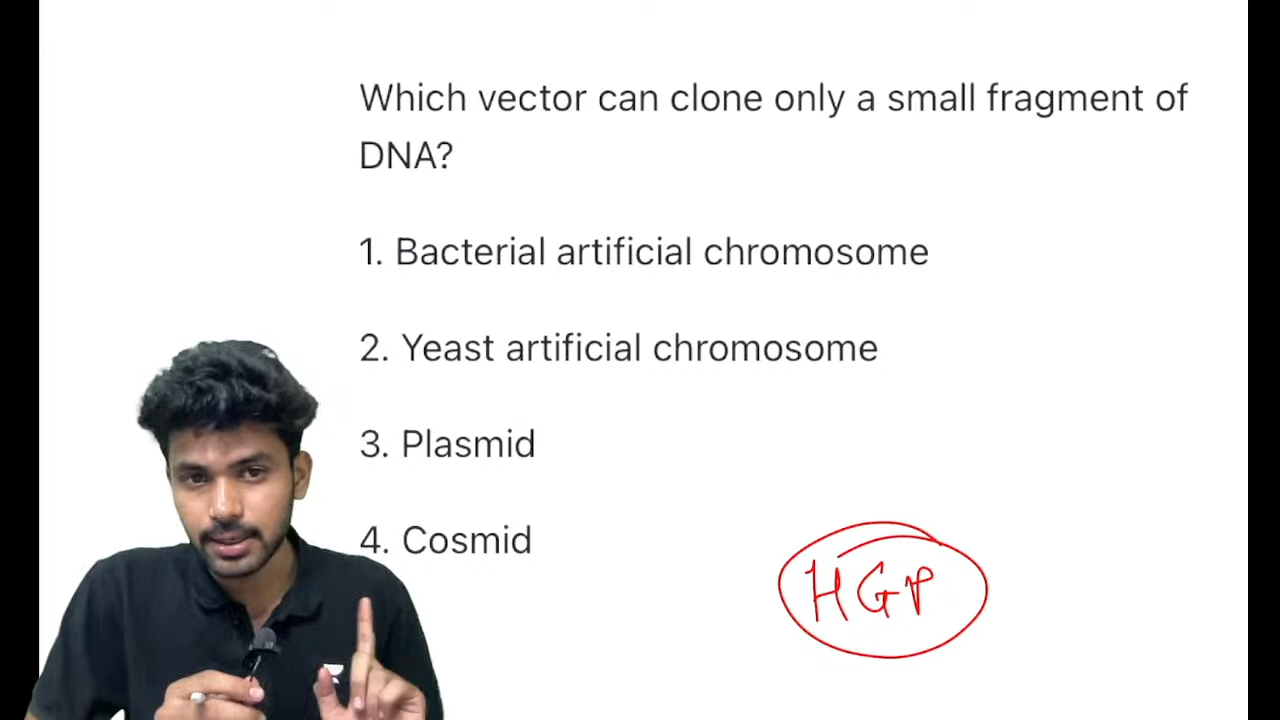 Which vector can clone only a small fragment of
DNA?
1. Bacterial artificial chromosome
2. Yeast artificial chromosome
3. Plasmid
4. Cosmid
HGP